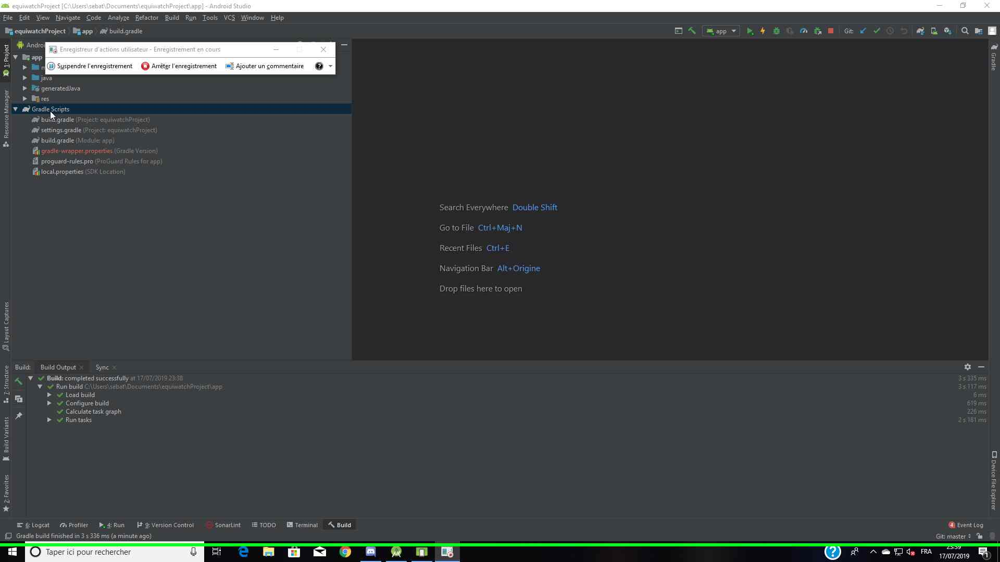 equiwatchProject [C:\Users\sebat\Documents\equiwatchProject\app] - Android Studio
File Edit View Navigate Code Analyze Refactor Build Run Tools VCS Window Help
equiwatchProject app build.gradle
app
Git:
1: Project
Enregistreur d'actions utilisateur - Enregistrement en cours
Suspendre l'enregistrement Arrêter l'enregistrement Ajouter un commentaire
app
java
generatedJava
res
Gradle Scripts
build.gradle (Project: equiwatchProject)
settings.gradle (Project: equiwatchProject)
build.gradle (Module: app)
gradle-wrapper.properties (Gradle Version)
proguard-rules.pro (ProGuard Rules for app)
local.properties (SDK Location)
Resource Manager
Layout Captures
7: Structure
Build Variants
2: Favorites
Gradle
Device File Explorer
Search Everywhere Double Shift
Go to File Ctrl+Maj+N
Recent Files Ctrl+E
Navigation Bar Alt+Origine
Drop files here to open
Build: Build Output Sync
Build: completed successfully at 17/07/2019 23:38 3 s 335 ms
Run build C:\Users\sebat\Documents\equiwatchProject\app 3 s 117 ms
Load build 6 ms
Configure build 619 ms
Calculate task graph 226 ms
Run tasks 2 s 181 ms
6: Logcat Profiler 4: Run 9: Version Control SonarLint TODO Terminal Build 4 Event Log
Gradle build finished in 3 s 336 ms (a minute ago) Git: master
Taper ici pour rechercher
FRA
23:39
17/07/2019
1